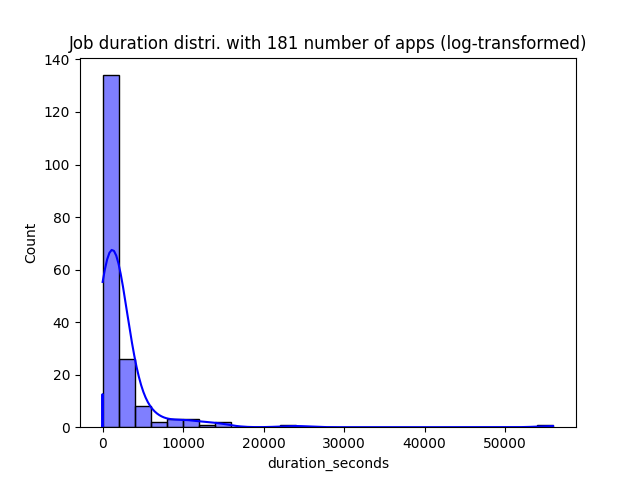 Job duration distri. with 181 number of apps (log-transformed)
140
120
100
80
60
40
20
0
Count
0 10000 20000 30000 40000 50000
duration_seconds